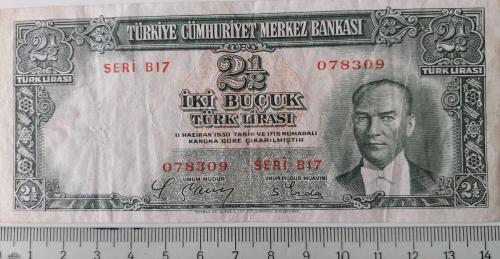 TÜRKİYE CÜMHURİYET MERKEZ BANKASI
2½ 2½
TÜRK LİRASI TÜRK LİRASI
SERİ B17 2½ 078309
İKİ BUÇUK
TÜRK LİRASI
11 HAZİRAN 1930 TARİH VE 1715 NUMARALI
KANUNA GÖRE ÇIKARILMIŞTIR
078309 SERİ B17
UMUM MÜDÜR UMUM MÜDÜR MUAVİNİ
2½ 2½
1 2 3 4 5 6 7 8 9 10 11 12 13 14